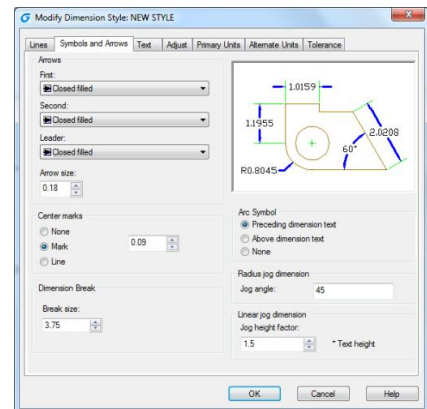 Modify Dimension Style: NEW STYLE
Lines Symbols and Arrows Text Adjust Primary Units Alternate Units Tolerance
Arrows
First:
Closed filled
Second:
Closed filled
Leader:
Closed filled
Arrow size:
0.18
Center marks
None
Mark
0.09
Line
Dimension Break
Break size:
3.75
1.0159
1.1955
2.0208
60°
R0.8045
Arc Symbol
Preceding dimension text
Above dimension text
None
Radius jog dimension
Jog angle: 45
Linear jog dimension
Jog height factor:
1.5 * Text height
OK Cancel Help